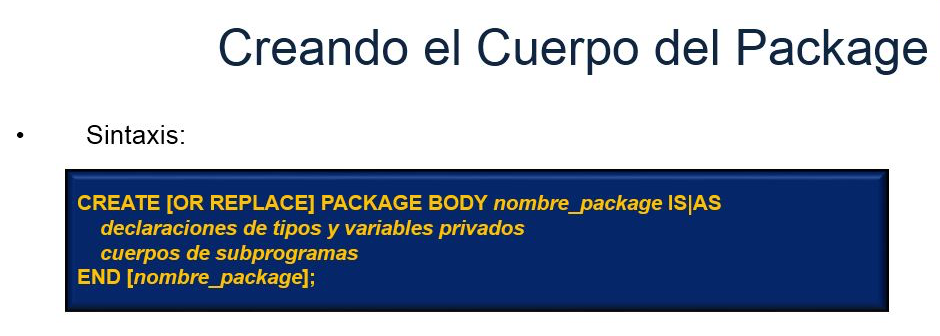 Creando el Cuerpo del Package
• Sintaxis:
CREATE [OR REPLACE] PACKAGE BODY nombre_package IS|AS
declaraciones de tipos y variables privados
cuerpos de subprogramas
END [nombre_package];